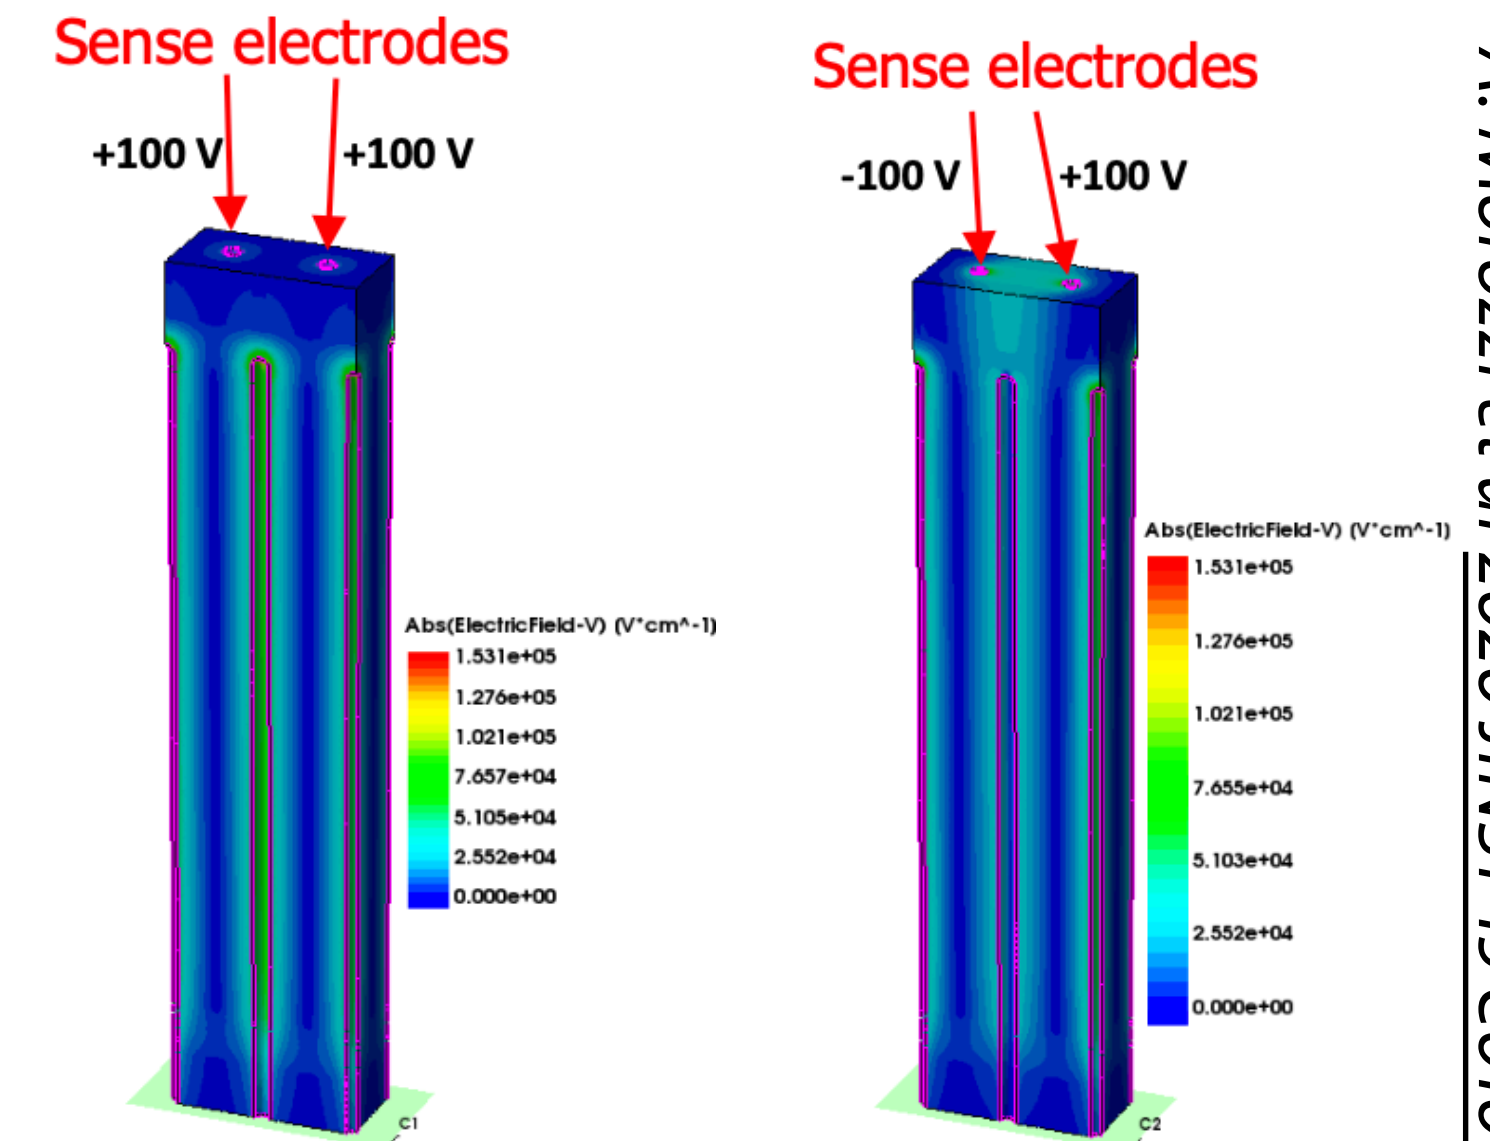 Sense electrodes
+100 V
+100 V
Abs(ElectricField-V) (V*cm^-1)
1.531e+05
1.276e+05
1.021e+05
7.657e+04
5.105e+04
2.552e+04
0.000e+00
C1
Sense electrodes
-100 V
+100 V
Abs(ElectricField-V) (V*cm^-1)
1.531e+05
1.276e+05
1.021e+05
7.655e+04
5.103e+04
2.552e+04
0.000e+00
C2